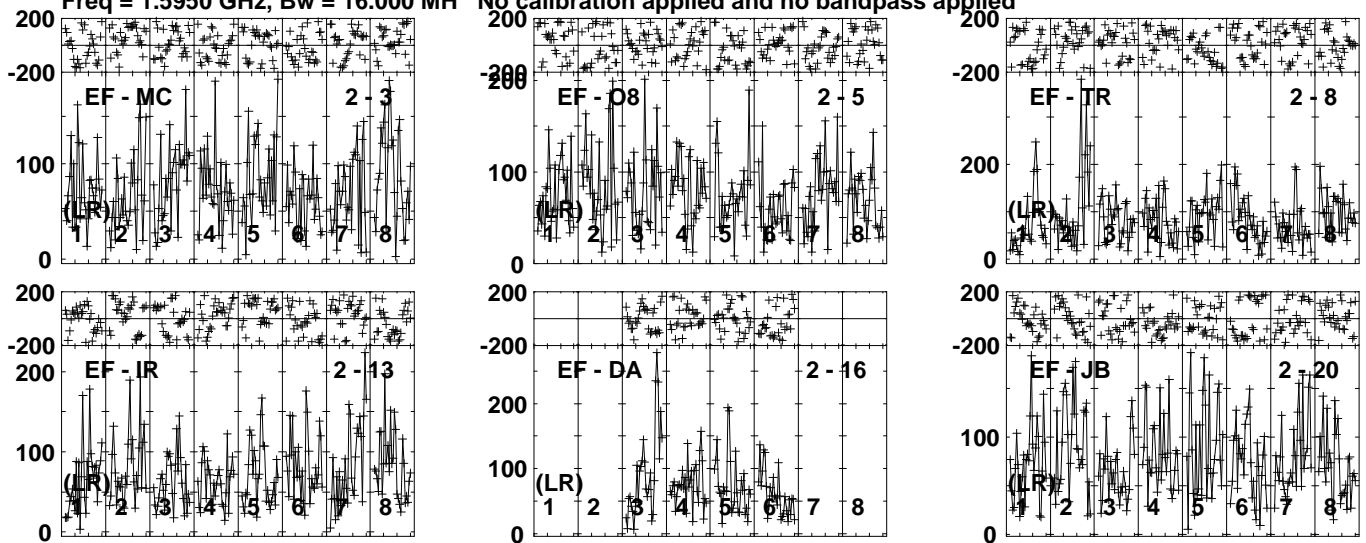 Freq = 1.5950 GHz, Bw = 16.000 MH No calibration applied and no bandpass applied
200
-200
EF - MC 2 - 3
100
(LR)
1 2 3 4 5 6 7 8
0
200
-200
200
EF - O8 2 - 5
100
(LR)
1 2 3 4 5 6 7 8
0
200
-200
EF - TR 2 - 8
200
(LR)
1 2 3 4 5 6 7 8
0
200
-200
200
EF - IR 2 - 13
100
(LR)
1 2 3 4 5 6 7 8
0
200
-200
EF - DA 2 - 16
200
100
(LR)
1 2 3 4 5 6 7 8
0
200
-200
EF - JB 2 - 20
100
(LR)
1 2 3 4 5 6 7 8
0